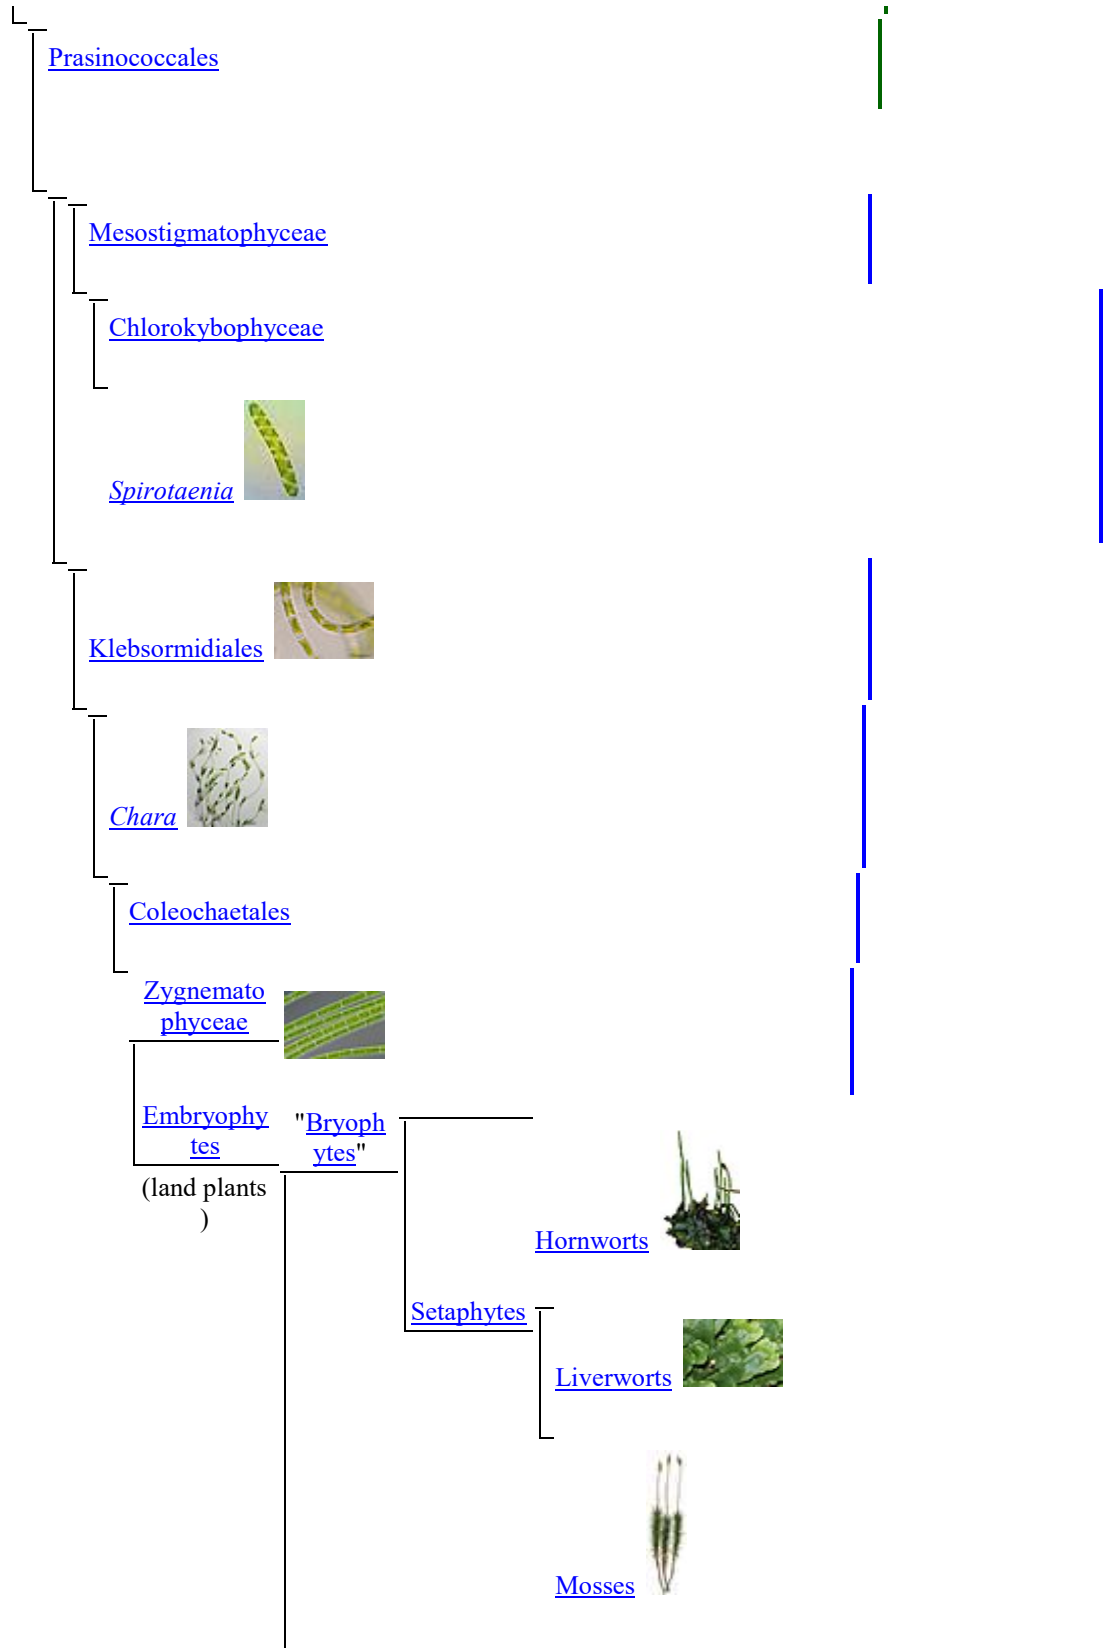 Prasinococcales
Mesostigmatophyceae
Chlorokybophyceae
Spirotaenia
Klebsormidiales
Chara
Coleochaetales
Zygnemato
phyceae
Embryophy
tes
(land plants
)
"Bryoph
ytes"
Hornworts
Setaphytes
Liverworts
Mosses